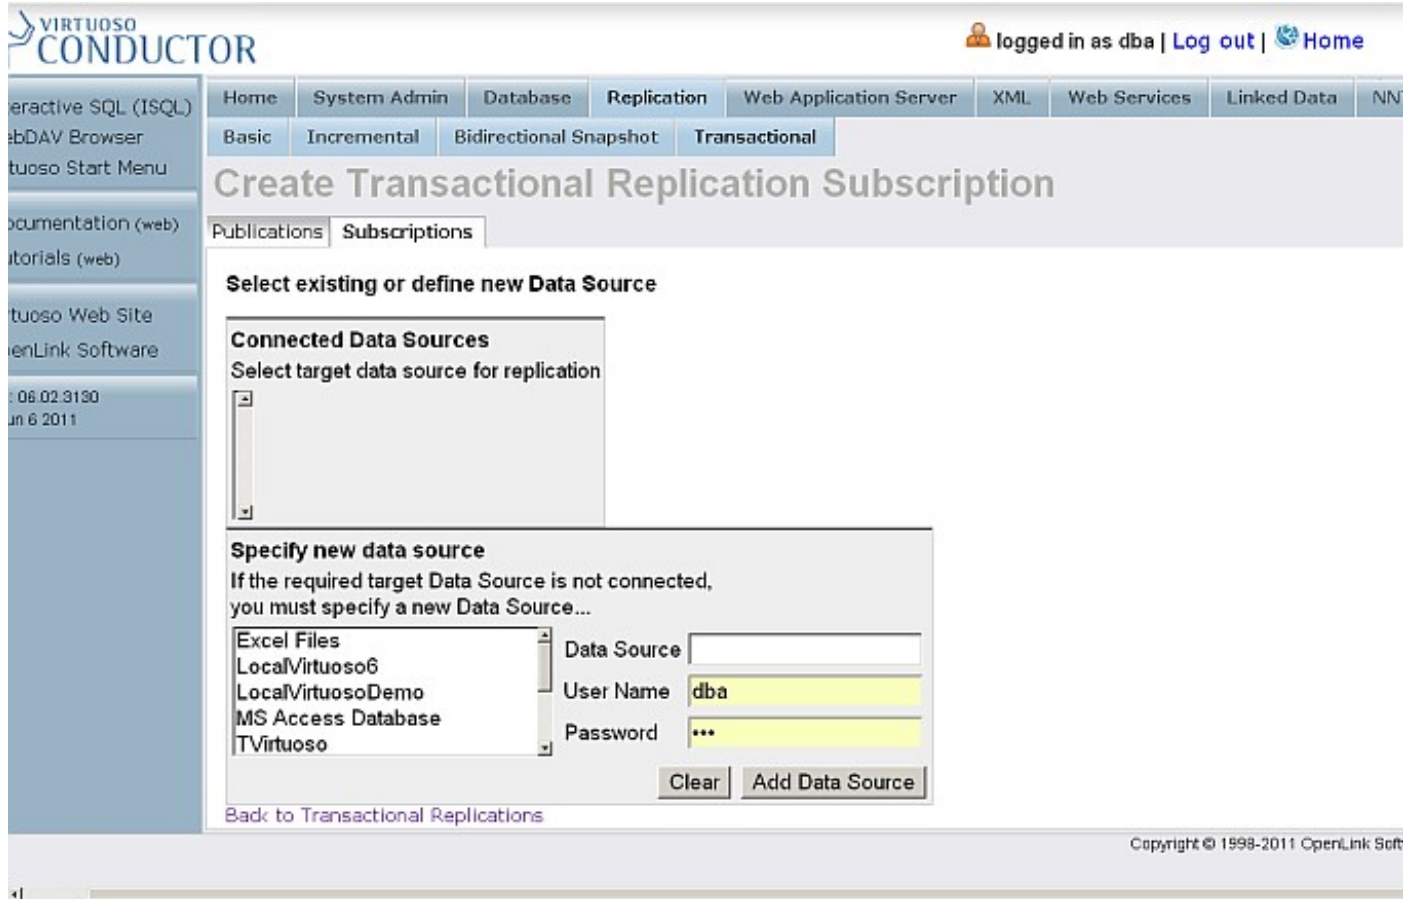 VIRTUOSO
CONDUCTOR
logged in as dba | Log out | Home
teractive SQL (ISQL)
ebDAV Browser
tuoso Start Menu
ocumentation (web)
utorials (web)
rtuoso Web Site
penLink Software
: 06.02.3130
un 6 2011
Home System Admin Database Replication Web Application Server XML Web Services Linked Data NN
Basic Incremental Bidirectional Snapshot Transactional
Create Transactional Replication Subscription
Publications Subscriptions
Select existing or define new Data Source
Connected Data Sources
Select target data source for replication
Specify new data source
If the required target Data Source is not connected,
you must specify a new Data Source...
Excel Files
LocalVirtuoso6
LocalVirtuosoDemo
MS Access Database
TVirtuoso
Data Source
User Name dba
Password •••
Clear Add Data Source
Back to Transactional Replications
Copyright © 1998-2011 OpenLink Soft